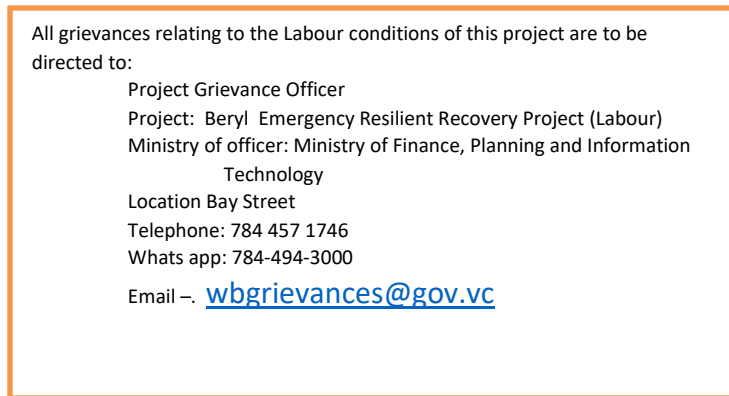 All grievances relating to the Labour conditions of this project are to be
directed to:
Project Grievance Officer
Project: Beryl Emergency Resilient Recovery Project (Labour)
Ministry of officer: Ministry of Finance, Planning and Information
Technology
Location Bay Street
Telephone: 784 457 1746
Whats app: 784-494-3000
Email –. wbgrievances@gov.vc